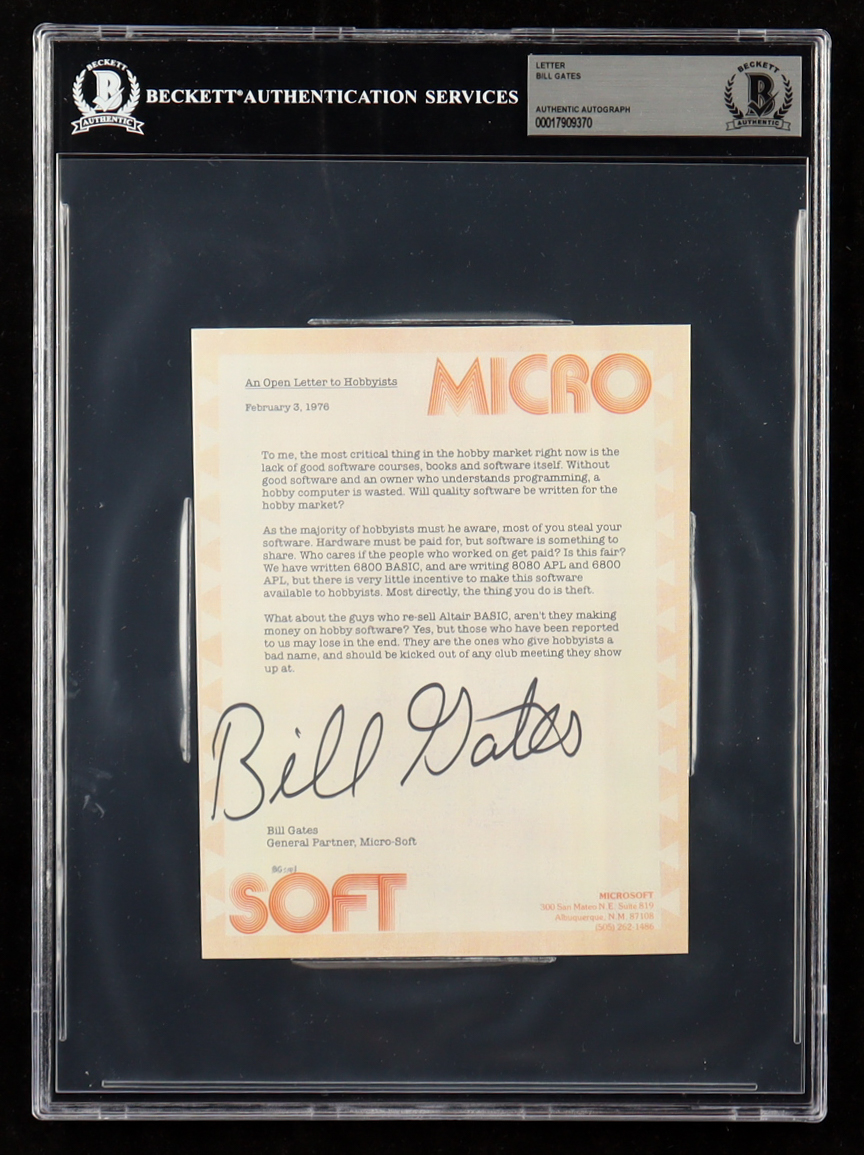 BECKETT
B
AUTHENTIC
BECKETT® AUTHENTICATION SERVICES
LETTER
BILL GATES
AUTHENTIC AUTOGRAPH
00017909370
BECKETT
B
AUTHENTIC
MICRO
An Open Letter to Hobbyists
February 3, 1976
To me, the most critical thing in the hobby market right now is the
lack of good software courses, books and software itself. Without
good software and an owner who understands programming, a
hobby computer is wasted. Will quality software be written for the
hobby market?
As the majority of hobbyists must be aware, most of you steal your
software. Hardware must be paid for, but software is something to
share. Who cares if the people who worked on get paid? Is this fair?
We have written 6800 BASIC, and are writing 8080 APL and 6800
APL, but there is very little incentive to make this software
available to hobbyists. Most directly, the thing you do is theft.
What about the guys who re-sell Altair BASIC, aren't they making
money on hobby software? Yes, but those who have been reported
to us may lose in the end. They are the ones who give hobbyists a
bad name, and should be kicked out of any club meeting they show
up at.
Bill Gates
Bill Gates
General Partner, Micro-Soft
SOFT
MICROSOFT
300 San Mateo N.E. Suite 819
Albuquerque, N.M. 87108
(505) 262-1486